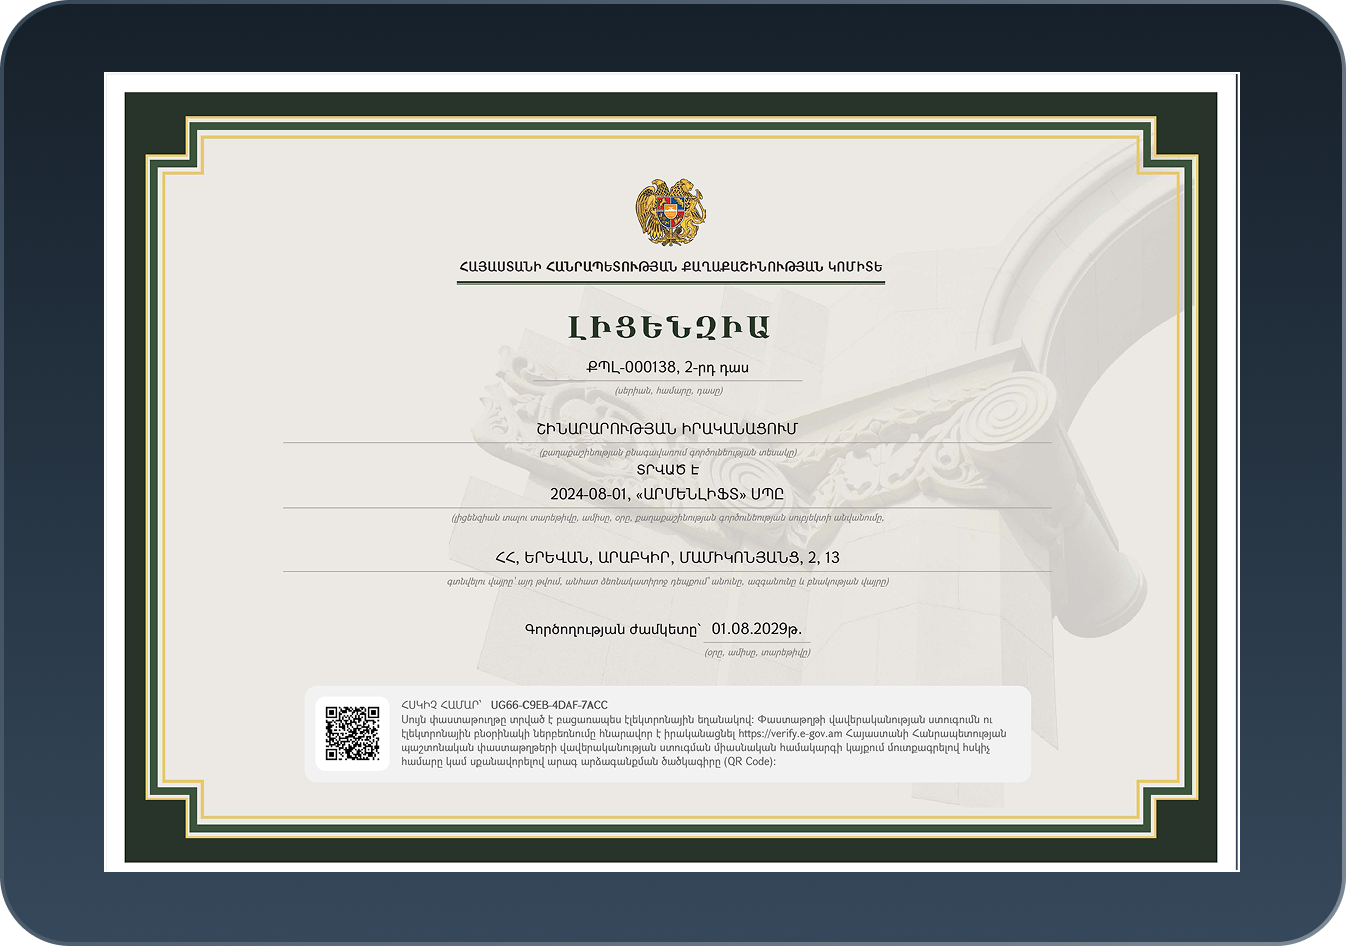 ՀԱՅԱՍՏԱՆԻ ՀԱՆՐԱՊԵՏՈՒԹՅԱՆ ՔԱՂԱՔԱՇԻՆՈՒԹՅԱՆ ԿՈՄԻՏԵ
ԼԻՑԵՆԶԻԱ
ՔՊԼ-000138, 2-րդ դաս
(սերիան, համարը, դասը)
ՇԻՆԱՐԱՐՈՒԹՅԱՆ ԻՐԱԿԱՆԱՑՈՒՄ
(քաղաքաշինության բնագավառում գործունեության տեսակը)
ՏՐՎԱԾ Է
2024-08-01, «ԱՐՄԵՆԼԻՖՏ» ՍՊԸ
(լիցենզիան տալու տարեթիվը, ամիսը, օրը, քաղաքաշինության գործունեության սուբյեկտի անվանումը,
ՀՀ, ԵՐԵՎԱՆ, ԱՐԱԲԿԻՐ, ՄԱՄԻԿՈՆՅԱՆՑ, 2, 13
գտնվելու վայրը՝ այդ թվում, անհատ ձեռնակատիրոջ դեպքում՝ անունը, ազգանունը և բնակության վայրը)
Գործողության ժամկետը՝ 01.08.2029թ.
(օրը, ամիսը, տարեթիվը)
ՀՍԿԻՉ ՀԱՄԱՐ՝ UG66-C9EB-4DAF-7ACC
Սույն փաստաթուղթը տրված է բացառապես էլեկտրոնային եղանակով: Փաստաթղթի վավերականության ստուգումն ու
էլեկտրոնային բնօրինակի ներբեռնումը հնարավոր է իրականացնել https://verify.e-gov.am Հայաստանի Հանրապետության
պաշտոնական փաստաթղթերի վավերականության ստուգման միասնական համակարգի կայքում մուտքագրելով հսկիչ
համարը կամ սքանավորելով արագ արձագանքման ծածկագիրը (QR Code):